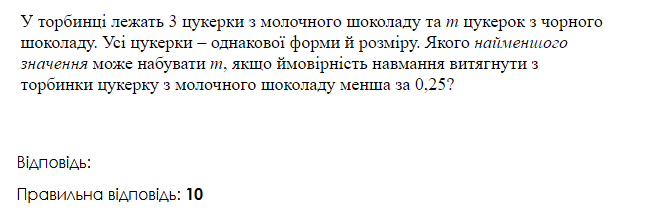 У торбинці лежать 3 цукерки з молочного шоколаду та m цукерок з чорного
шоколаду. Усі цукерки – однакової форми й розміру. Якого найменшого
значення може набувати m, якщо ймовірність навмання витягнути з
торбинки цукерку з молочного шоколаду менша за 0,25?
Відповідь:
Правильна відповідь: 10